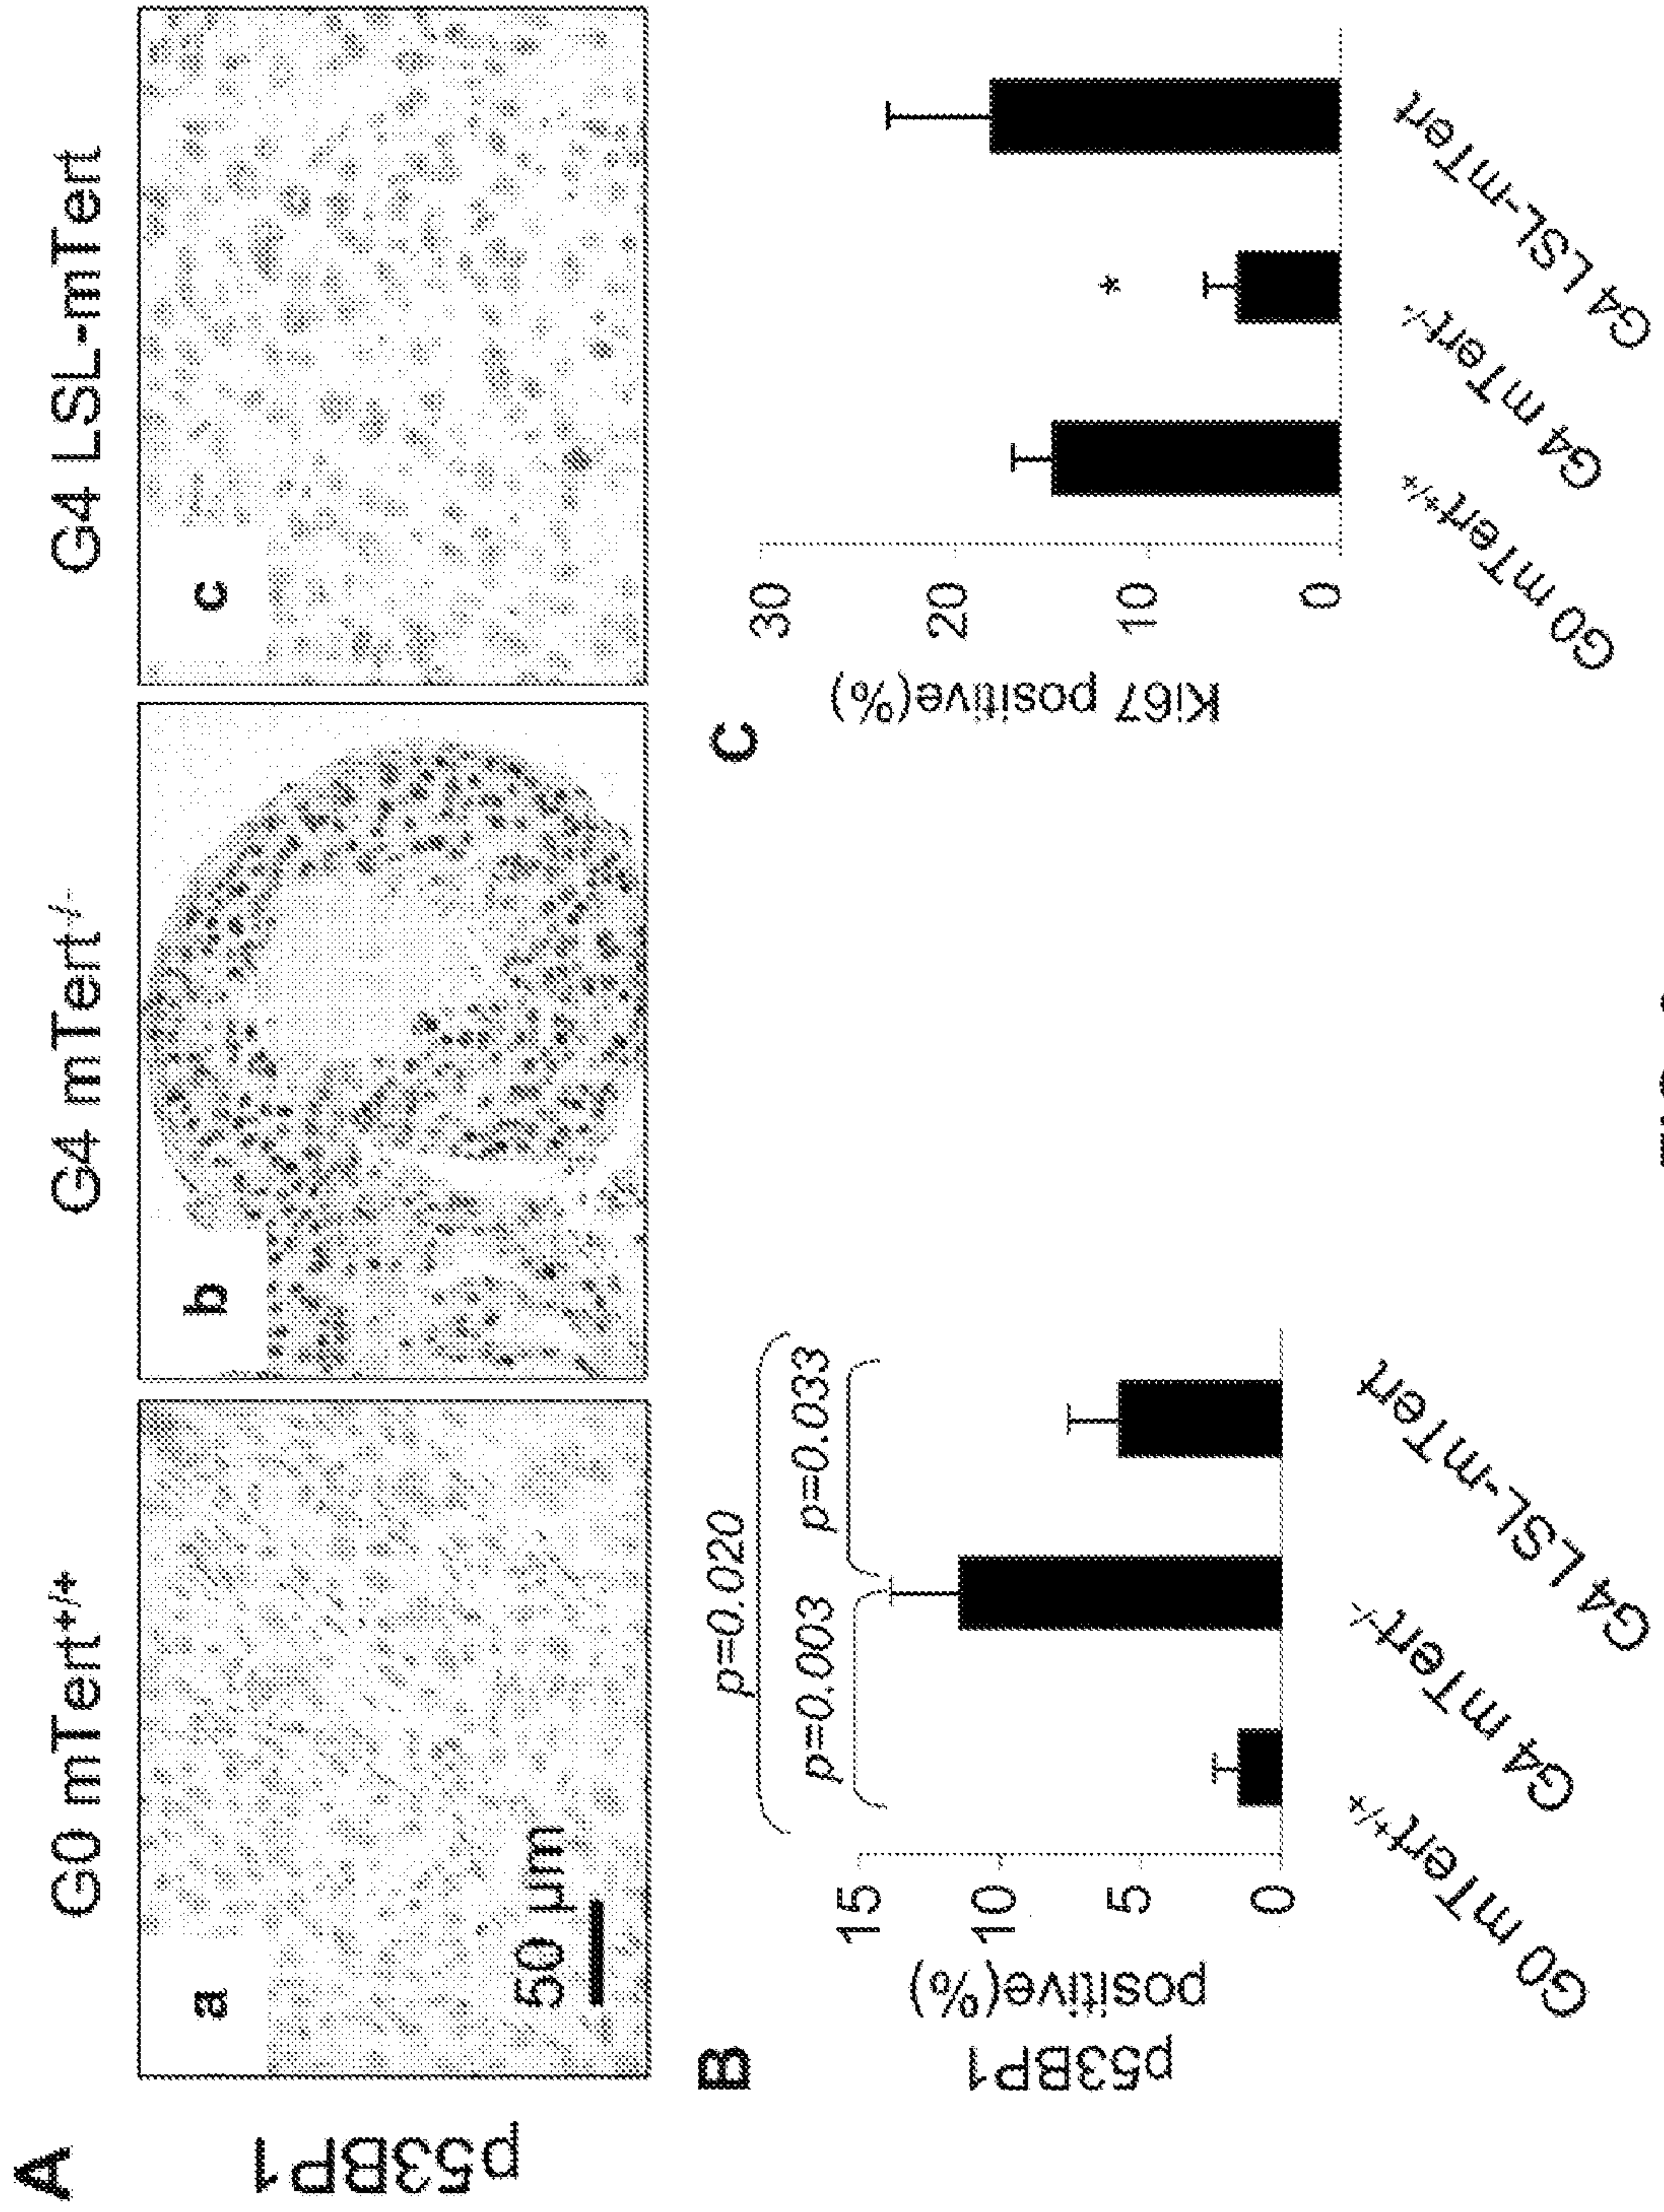 A
G0 mTert+/+
G4 mTert-/-
G4 LSL-mTert
p53BP1
a
50 µm
b
c
B
p53BP1
positive(%)
15
10
5
0
p=0.020
p=0.003
p=0.033
G0 mTert+/+
G4 mTert-/-
G4 LSL-mTert
C
Ki67 positive(%)
30
20
10
0
*
G0 mTert+/+
G4 mTert-/-
G4 LSL-mTert